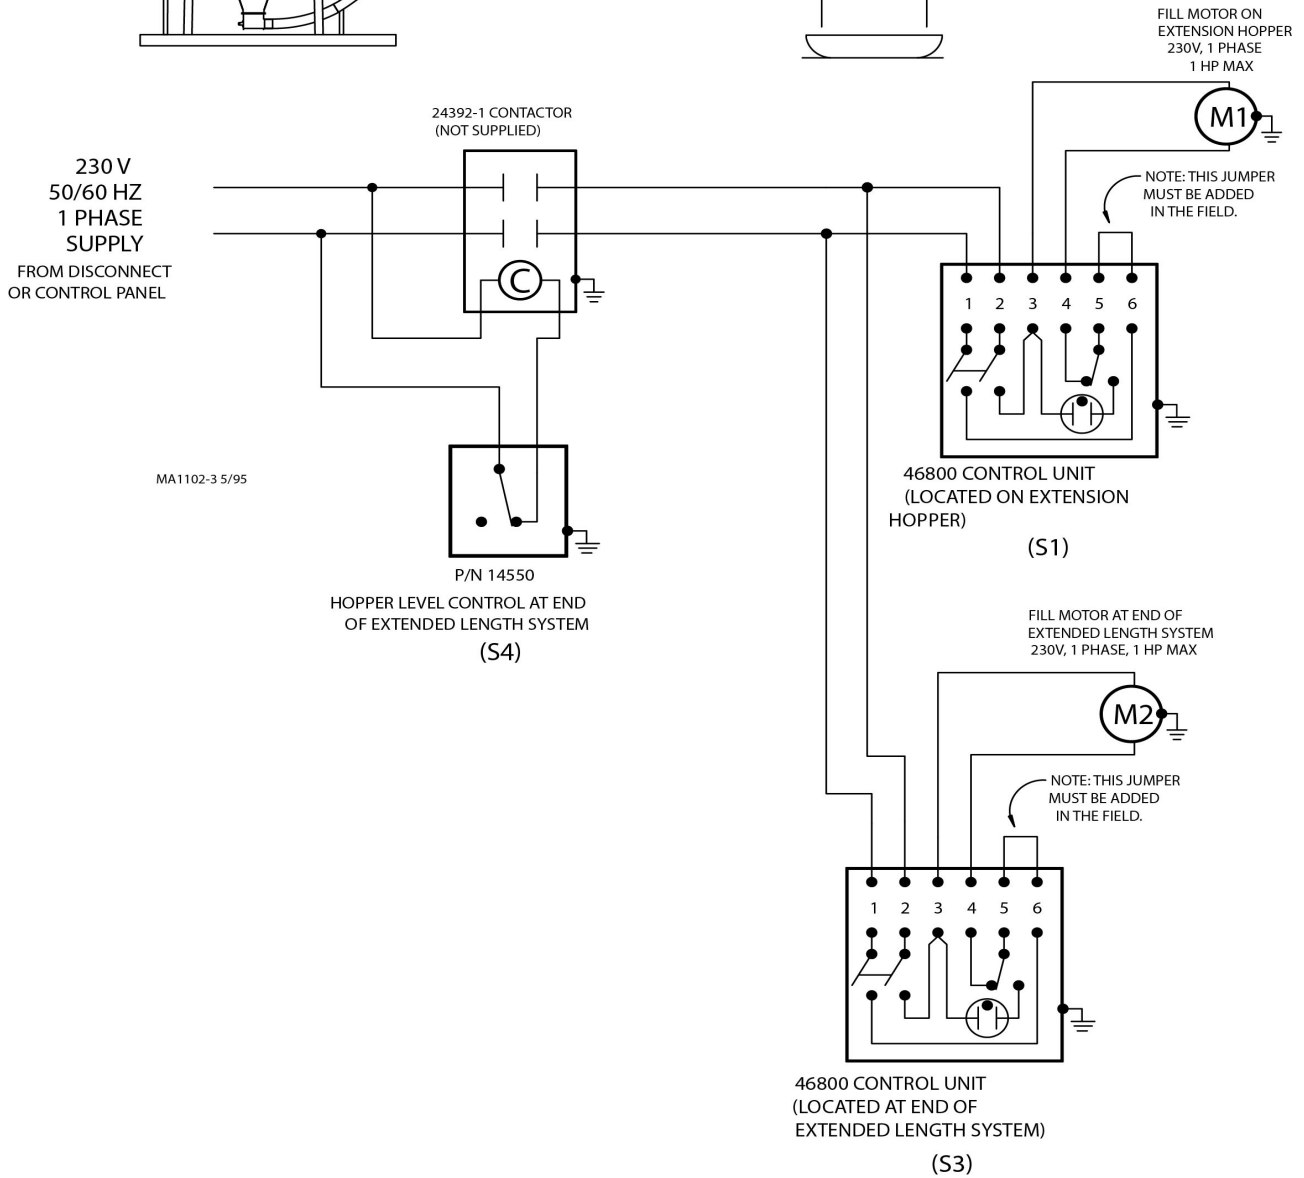 FILL MOTOR ON
EXTENSION HOPPER
230V, 1 PHASE
1 HP MAX
M1
24392-1 CONTACTOR
(NOT SUPPLIED)
230 V
50/60 HZ
1 PHASE
SUPPLY
FROM DISCONNECT
OR CONTROL PANEL
C
NOTE: THIS JUMPER
MUST BE ADDED
IN THE FIELD.
1 2 3 4 5 6
46800 CONTROL UNIT
(LOCATED ON EXTENSION
HOPPER)
(S1)
MA1102-3 5/95
P/N 14550
HOPPER LEVEL CONTROL AT END
OF EXTENDED LENGTH SYSTEM
(S4)
FILL MOTOR AT END OF
EXTENDED LENGTH SYSTEM
230V, 1 PHASE, 1 HP MAX
M2
NOTE: THIS JUMPER
MUST BE ADDED
IN THE FIELD.
1 2 3 4 5 6
46800 CONTROL UNIT
(LOCATED AT END OF
EXTENDED LENGTH SYSTEM)
(S3)